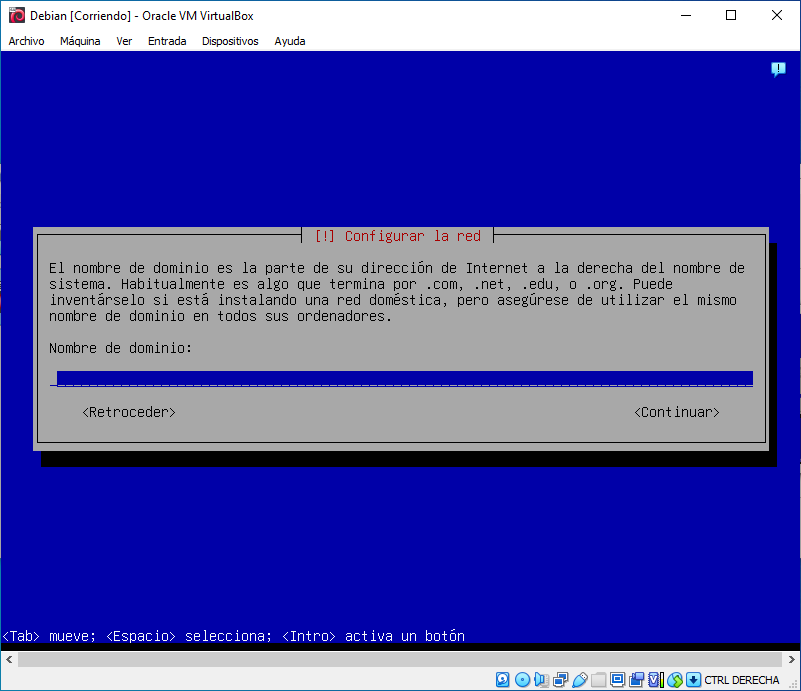 Debian [Corriendo] - Oracle VM VirtualBox
Archivo Máquina Ver Entrada Dispositivos Ayuda
[!] Configurar la red
El nombre de dominio es la parte de su dirección de Internet a la derecha del nombre de
sistema. Habitualmente es algo que termina por .com, .net, .edu, o .org. Puede
inventárselo si está instalando una red doméstica, pero asegúrese de utilizar el mismo
nombre de dominio en todos sus ordenadores.
Nombre de dominio:
<Retroceder> <Continuar>
<Tab> mueve; <Espacio> selecciona; <Intro> activa un botón
CTRL DERECHA